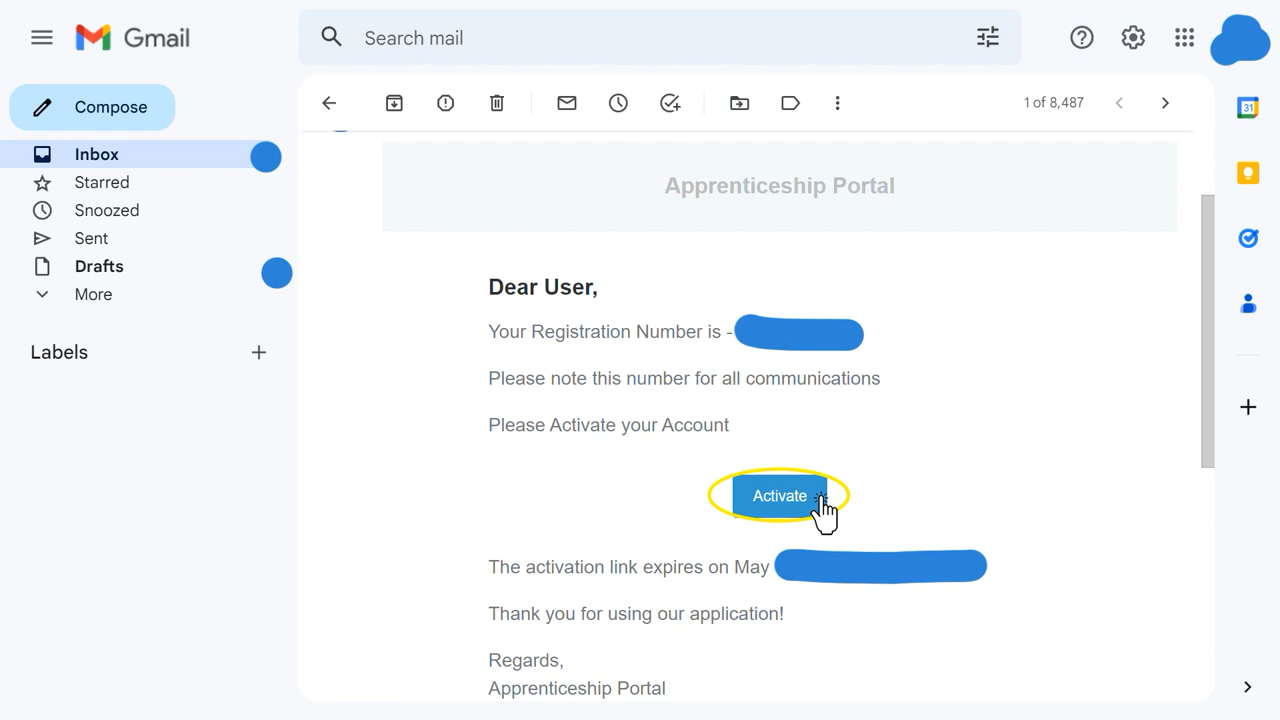 Gmail
Search mail
Compose
1 of 8,487
31
Inbox
Starred
Snoozed
Sent
Drafts
More
Labels
Apprenticeship Portal
Dear User,
Your Registration Number is -
Please note this number for all communications
Please Activate your Account
Activate
The activation link expires on May
Thank you for using our application!
Regards,
Apprenticeship Portal